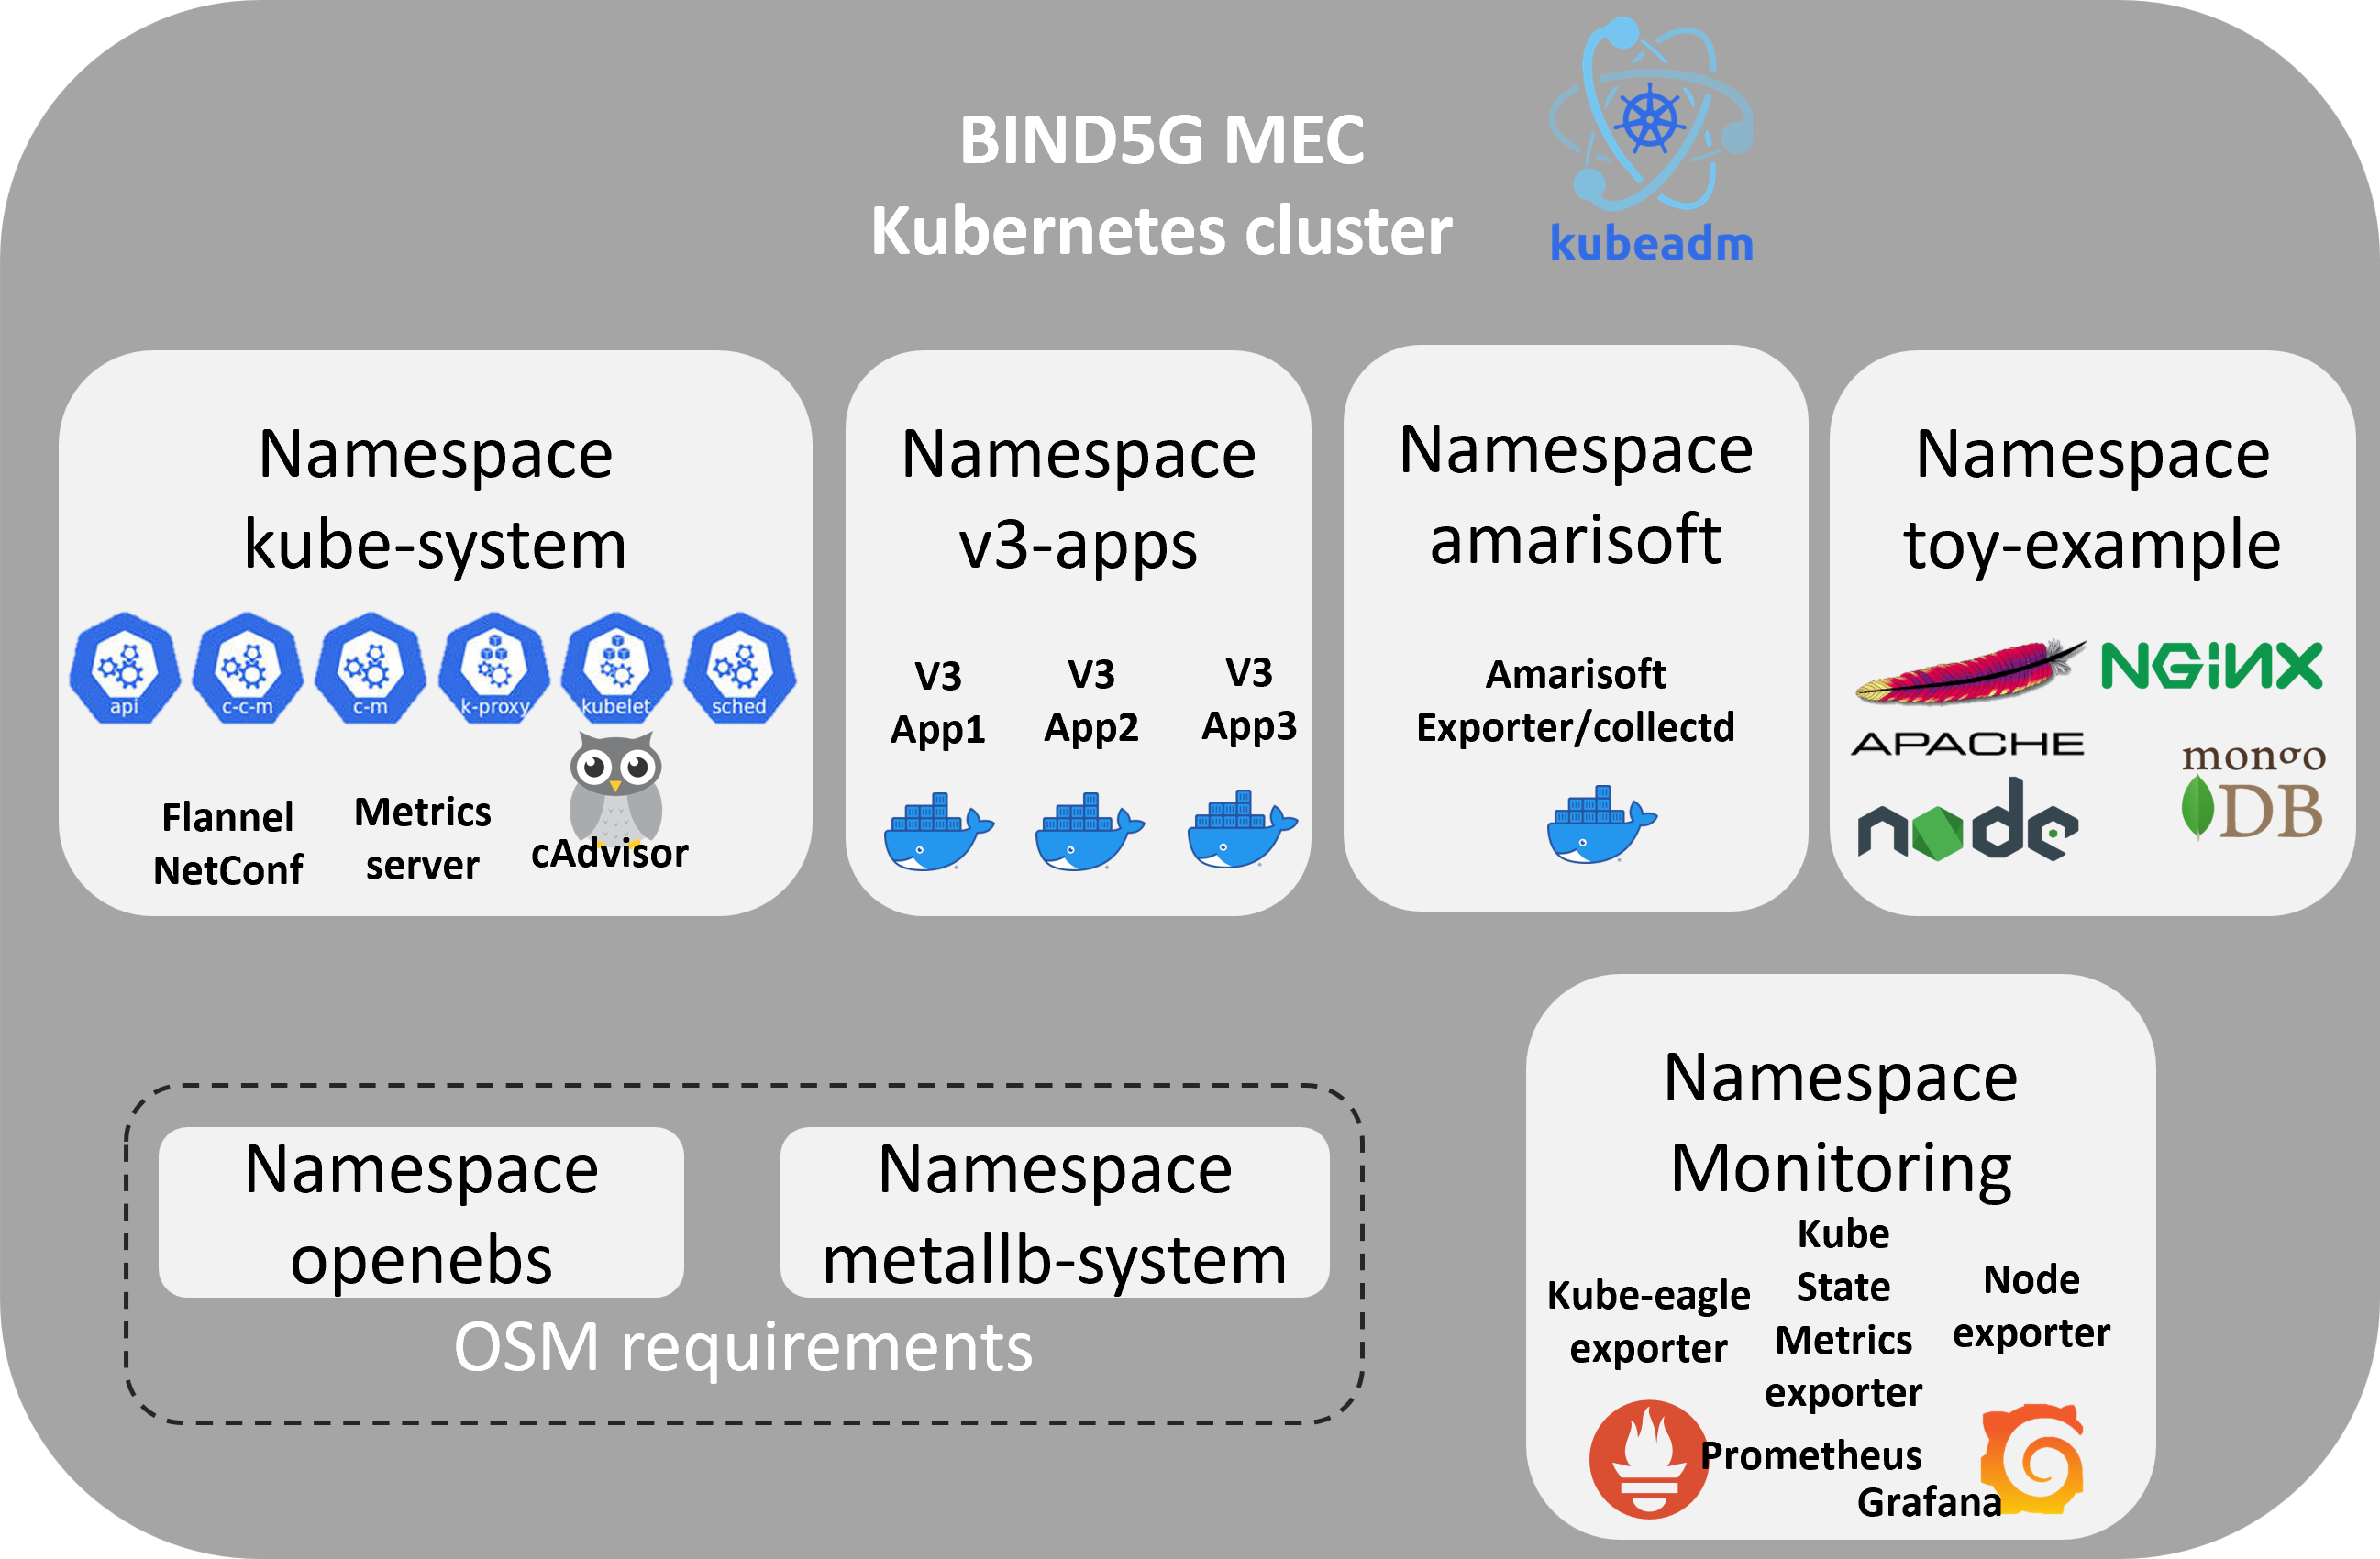 BIND5G MEC
Kubernetes cluster
kubeadm
Namespace
kube-system
api
c-c-m
c-m
k-proxy
kubelet
sched
Flannel
NetConf
Metrics
server
cAdvisor
Namespace
v3-apps
V3
App1
V3
App2
V3
App3
Namespace
amarisoft
Amarisoft
Exporter/collectd
Namespace
toy-example
APACHE
NGINX
node
mongo
DB
Namespace
openebs
Namespace
metallb-system
OSM requirements
Namespace
Monitoring
Kube-eagle
exporter
Kube
State
Metrics
exporter
Node
exporter
Prometheus
Grafana